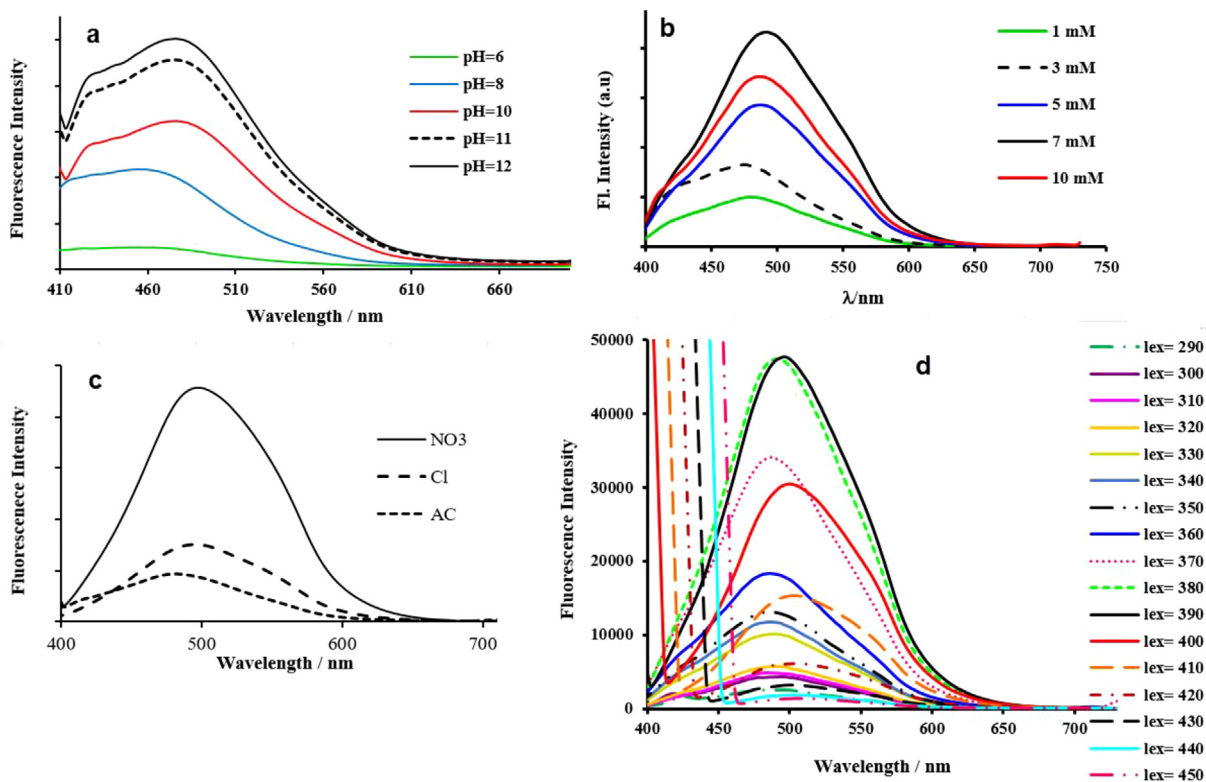 a
Fluorescence Intensity
pH=6
pH=8
pH=10
pH=11
pH=12
410 460 510 560 610 660
Wavelength / nm
b
Fl. Intensity (a.u)
1 mM
3 mM
5 mM
7 mM
10 mM
400 450 500 550 600 650 700 750
λ/nm
c
Fluorescenece Intensity
NO3
Cl
AC
400 500 600 700
Wavelength / nm
d
Fluorescence Intensity
50000
40000
30000
20000
10000
0
400 450 500 550 600 650 700
Wavelength / nm
lex= 290
lex= 300
lex= 310
lex= 320
lex= 330
lex= 340
lex= 350
lex= 360
lex= 370
lex= 380
lex= 390
lex= 400
lex= 410
lex= 420
lex= 430
lex= 440
lex= 450